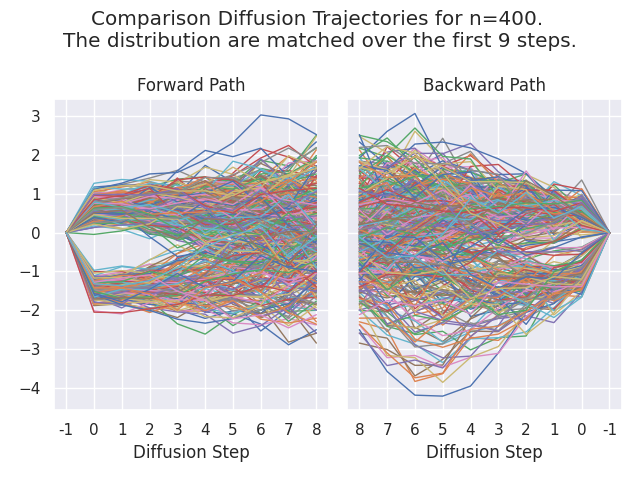 Comparison Diffusion Trajectories for n=400.
The distribution are matched over the first 9 steps.
Forward Path
Backward Path
3
2
1
0
−1
−2
−3
−4
-1 0 1 2 3 4 5 6 7 8
8 7 6 5 4 3 2 1 0 -1
Diffusion Step
Diffusion Step